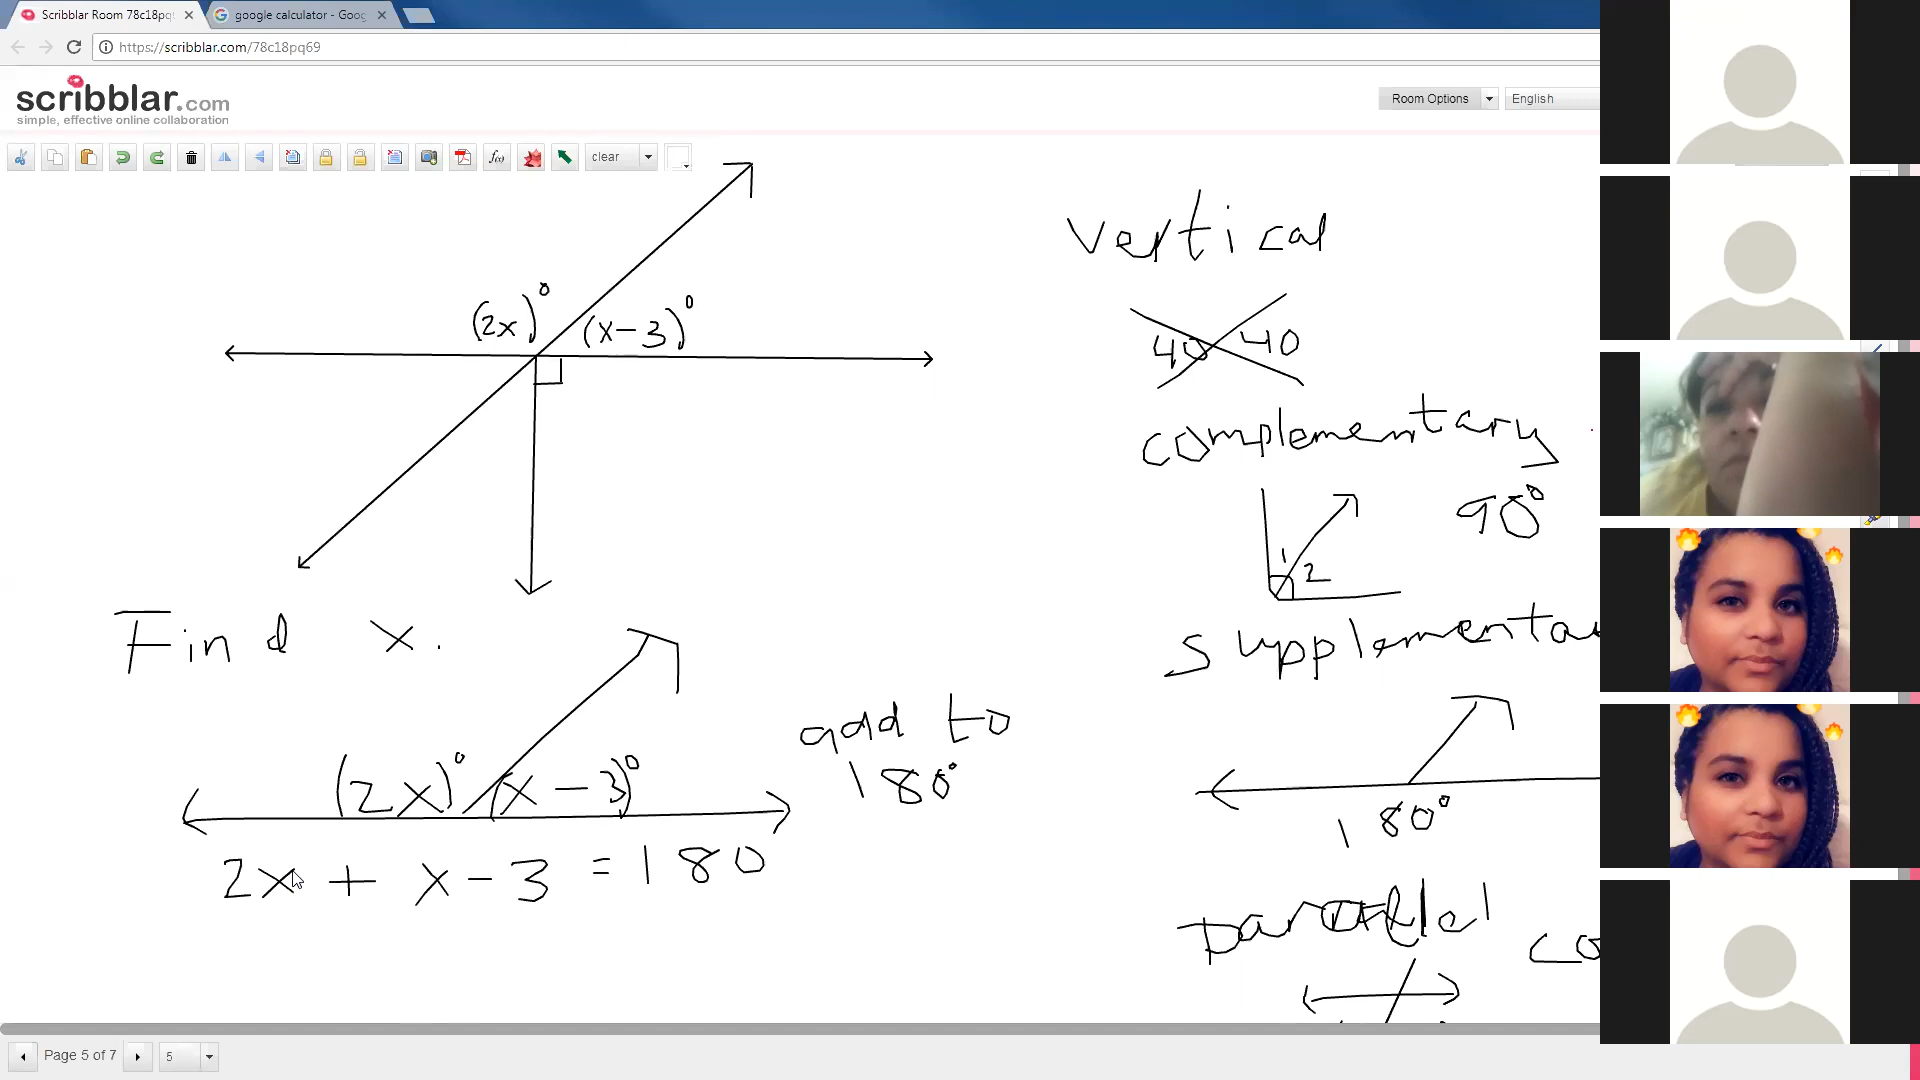 Scribblar Room 78c18pq
google calculator - Goog
https://scribblar.com/78c18pq69
scribblar.com
simple, effective online collaboration
Room Options
English
f(x)
clear
(2x)° (x-3)°
Find x.
(2x)° (x-3)°
add to
180°
2x + x-3 = 180
vertical
40 40
complementary
90°
1 2
supplementa
180°
parallel
co
Page 5 of 7
5